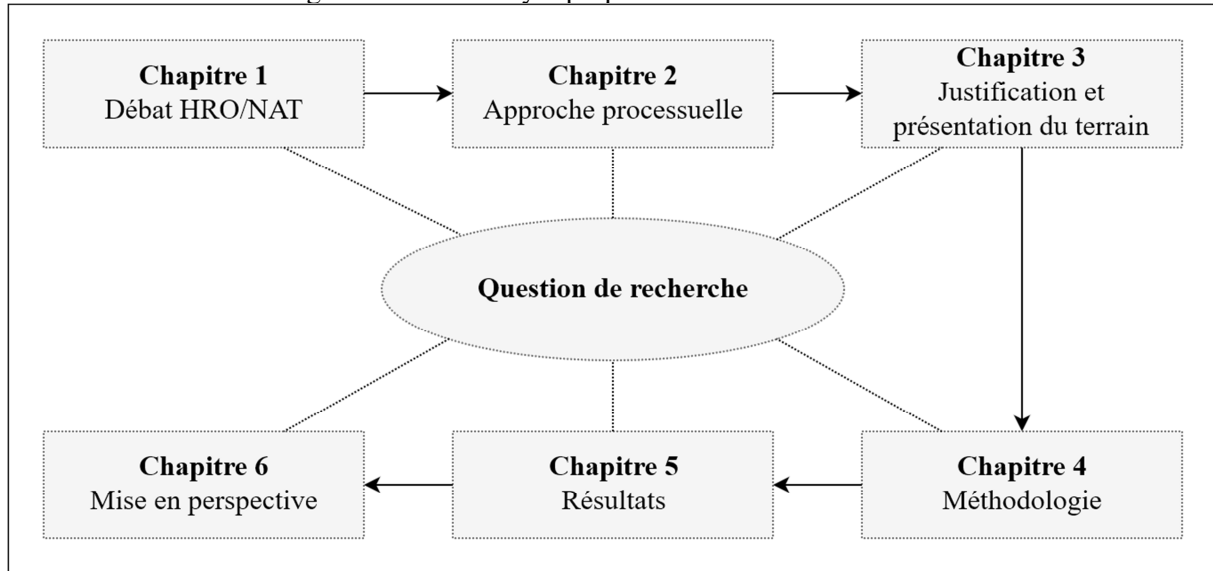 Chapitre 1
Débat HRO/NAT
Chapitre 2
Approche processuelle
Chapitre 3
Justification et
présentation du terrain
Question de recherche
Chapitre 6
Mise en perspective
Chapitre 5
Résultats
Chapitre 4
Méthodologie